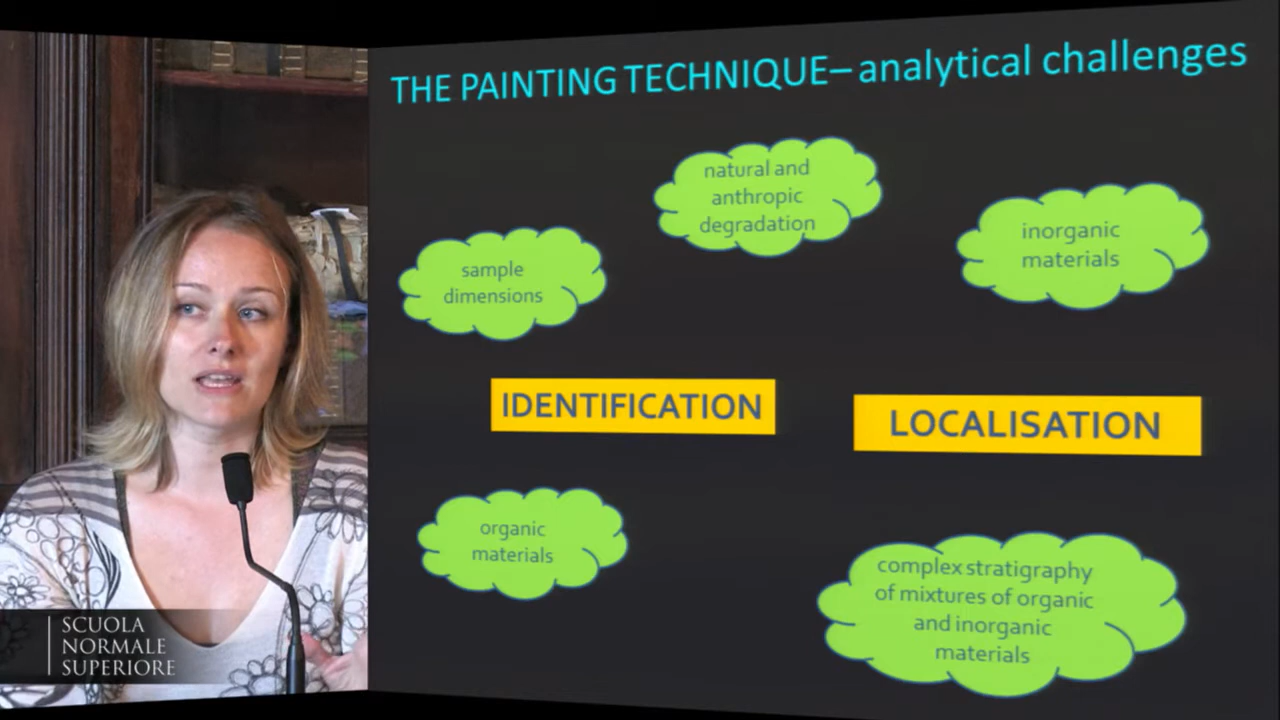 THE PAINTING TECHNIQUE– analytical challenges
natural and
anthropic
degradation
inorganic
materials
sample
dimensions
IDENTIFICATION
LOCALISATION
organic
materials
complex stratigraphy
of mixtures of organic
and inorganic
materials
SCUOLA
NORMALE
SUPERIORE